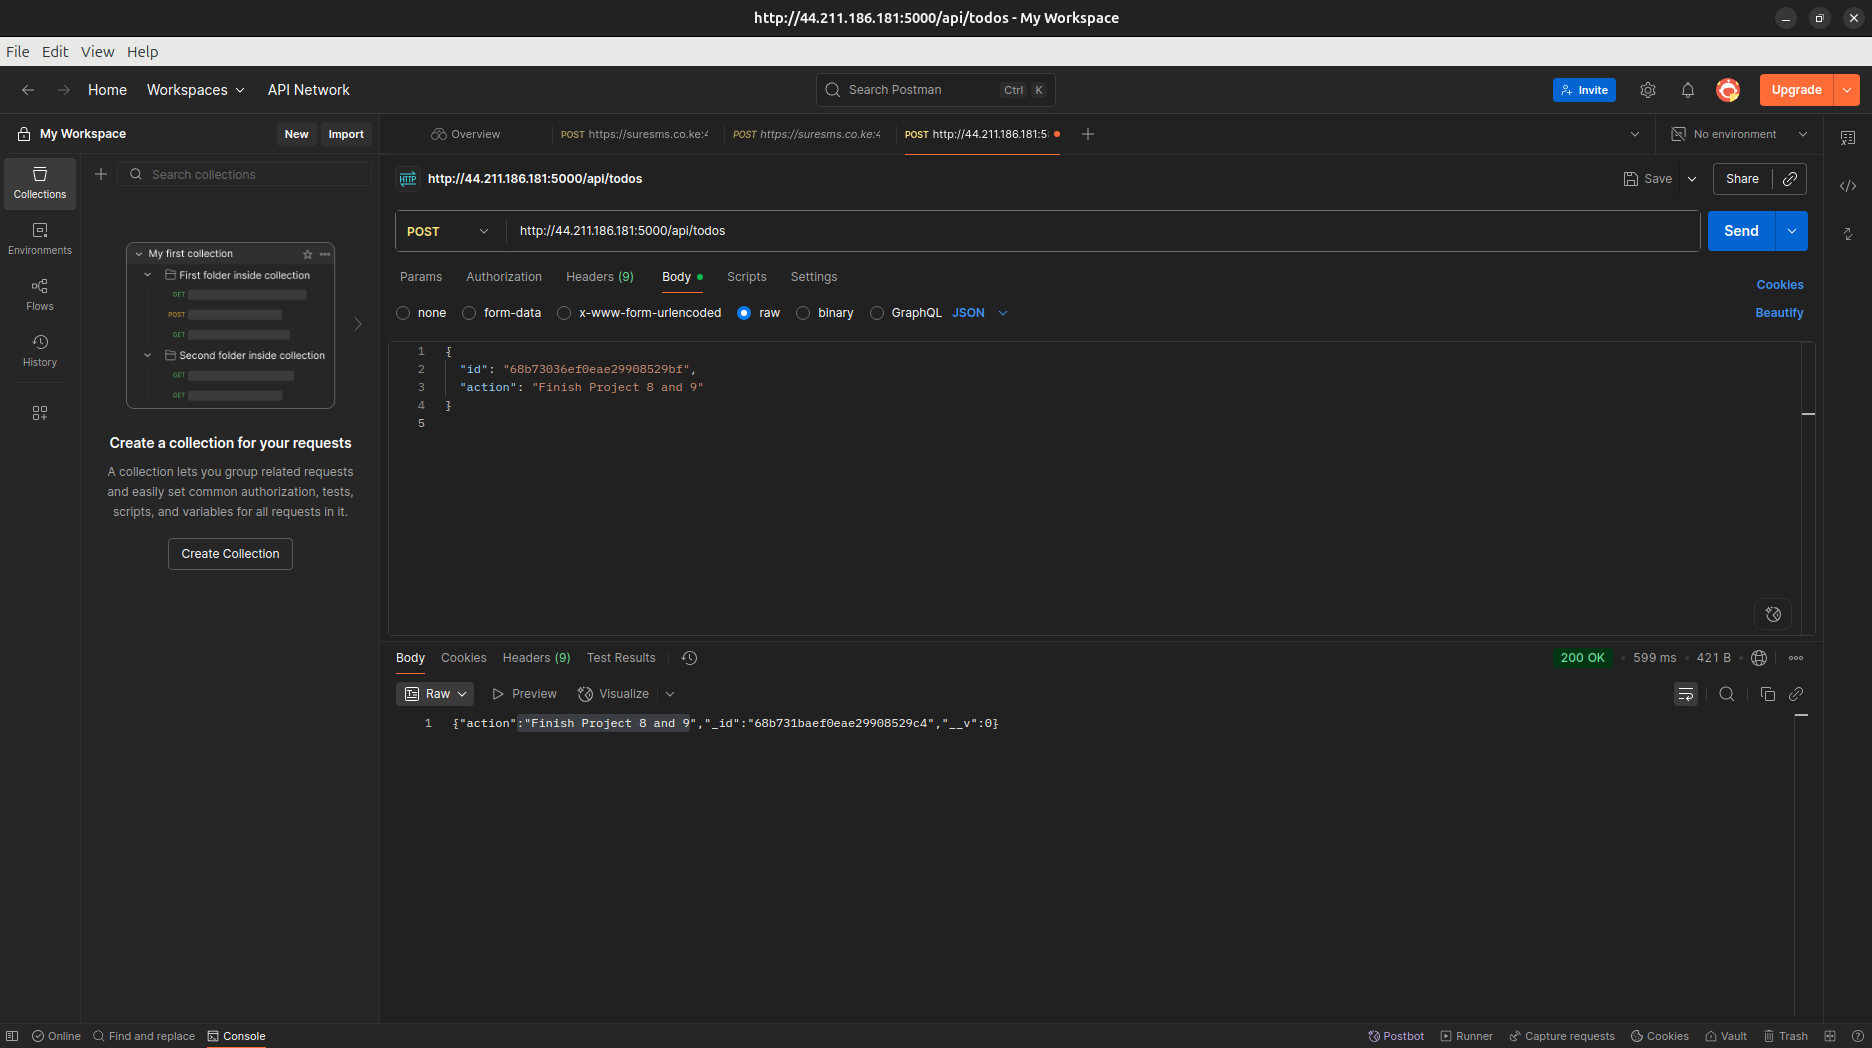 http://44.211.186.181:5000/api/todos - My Workspace
File Edit View Help
Home Workspaces API Network
Search Postman Ctrl K
Invite
Upgrade
My Workspace
New Import
Overview
POST https://suresms.co.ke:4
POST https://suresms.co.ke:4
POST http://44.211.186.181:5
No environment
Collections
Environments
Flows
History
Search collections
My first collection
First folder inside collection
GET
POST
GET
Second folder inside collection
GET
GET
Create a collection for your requests
A collection lets you group related requests
and easily set common authorization, tests,
scripts, and variables for all requests in it.
Create Collection
HTTP http://44.211.186.181:5000/api/todos
Save Share
POST http://44.211.186.181:5000/api/todos
Send
Params Authorization Headers (9) Body Scripts Settings
Cookies
none form-data x-www-form-urlencoded raw binary GraphQL JSON
Beautify
1 {
2 "id": "68b73036ef0eae29908529bf",
3 "action": "Finish Project 8 and 9"
4 }
5
Body Cookies Headers (9) Test Results
200 OK • 599 ms • 421 B
Raw Preview Visualize
1 {"action":"Finish Project 8 and 9","_id":"68b731baef0eae29908529c4","__v":0}
Online Find and replace Console
Postbot Runner Capture requests Cookies Vault Trash